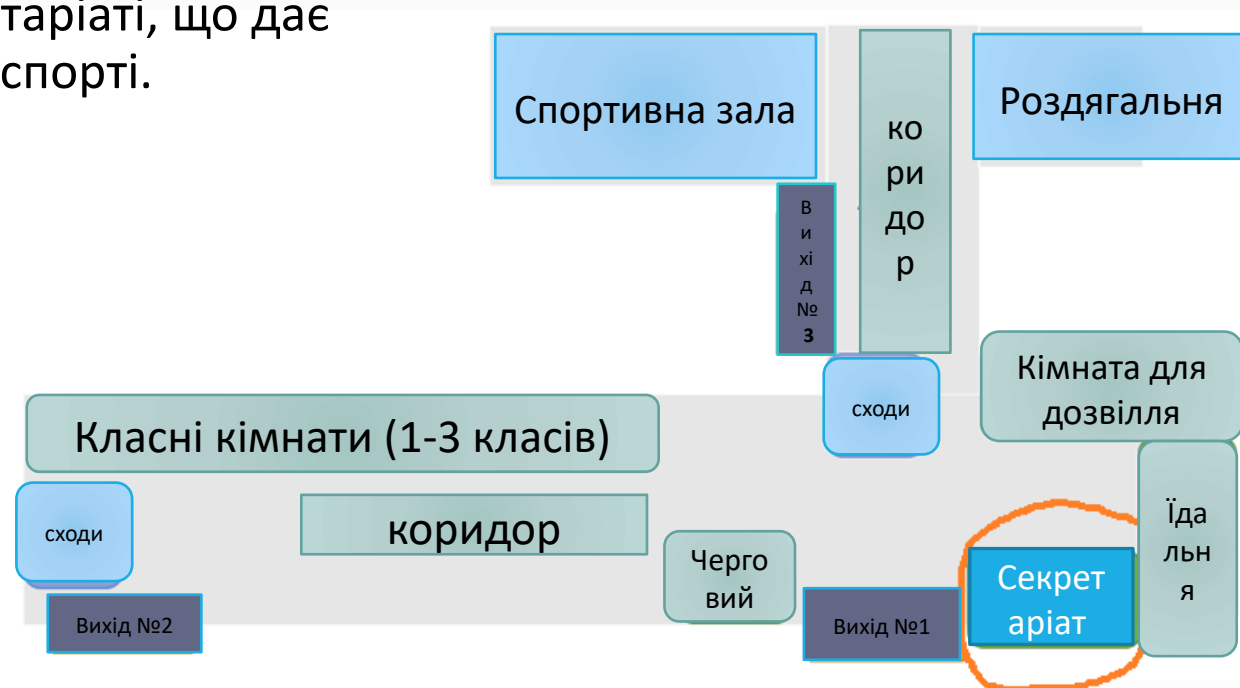 таріаті, що дає
спорті.
Спортивна зала
ко
ри
до
р
Роздягальня
В
и
хі
д
№
3
сходи
Кімната для
дозвілля
Класні кімнати (1-3 класів)
сходи
коридор
Черго
вий
Їда
льн
я
Секрет
аріат
Вихід №2
Вихід №1